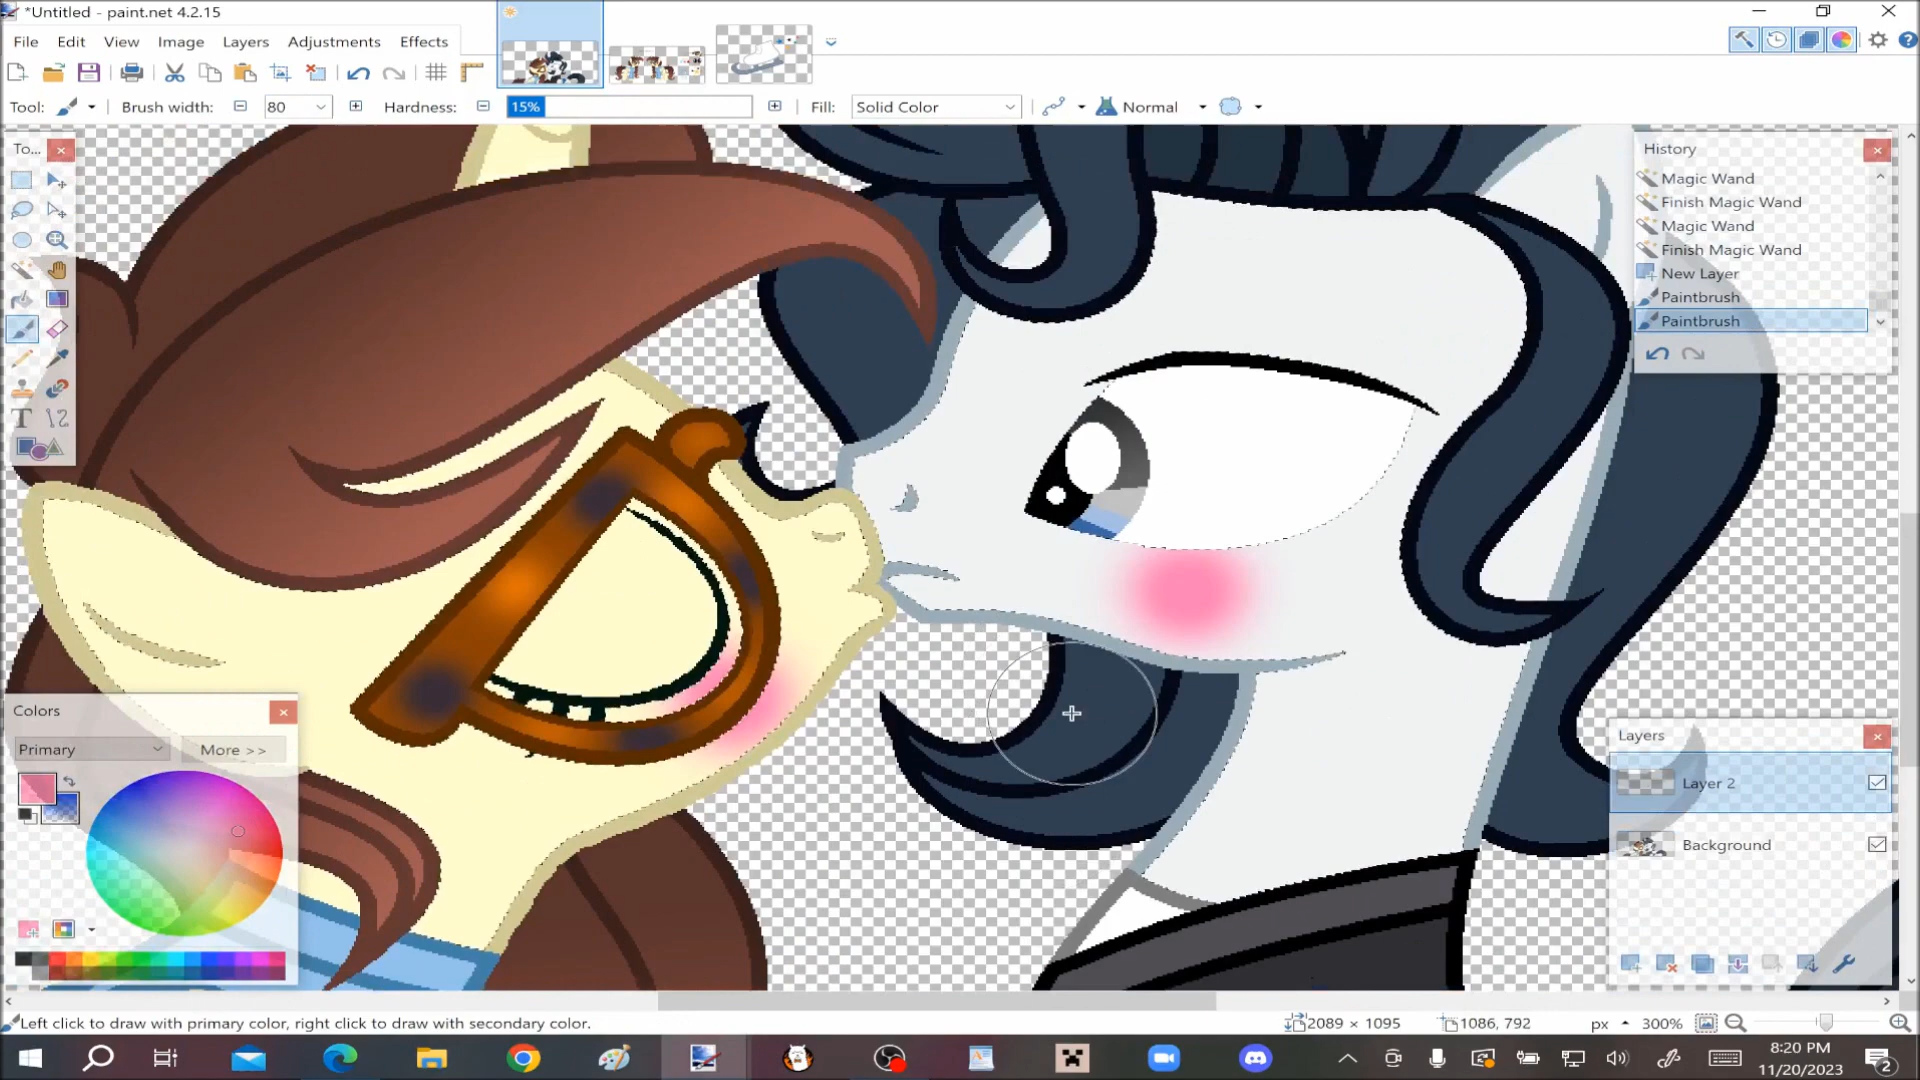 *Untitled - paint.net 4.2.15
File Edit View Image Layers Adjustments Effects
Tool: Brush width: 80 Hardness: 15% Fill: Solid Color Normal
To...
History
Magic Wand
Finish Magic Wand
Magic Wand
Finish Magic Wand
New Layer
Paintbrush
Paintbrush
Colors
Primary More >>
Layers
Layer 2
Background
Left click to draw with primary color, right click to draw with secondary color. 2089 × 1095 1086, 792 px 300%
8:20 PM
11/20/2023
2